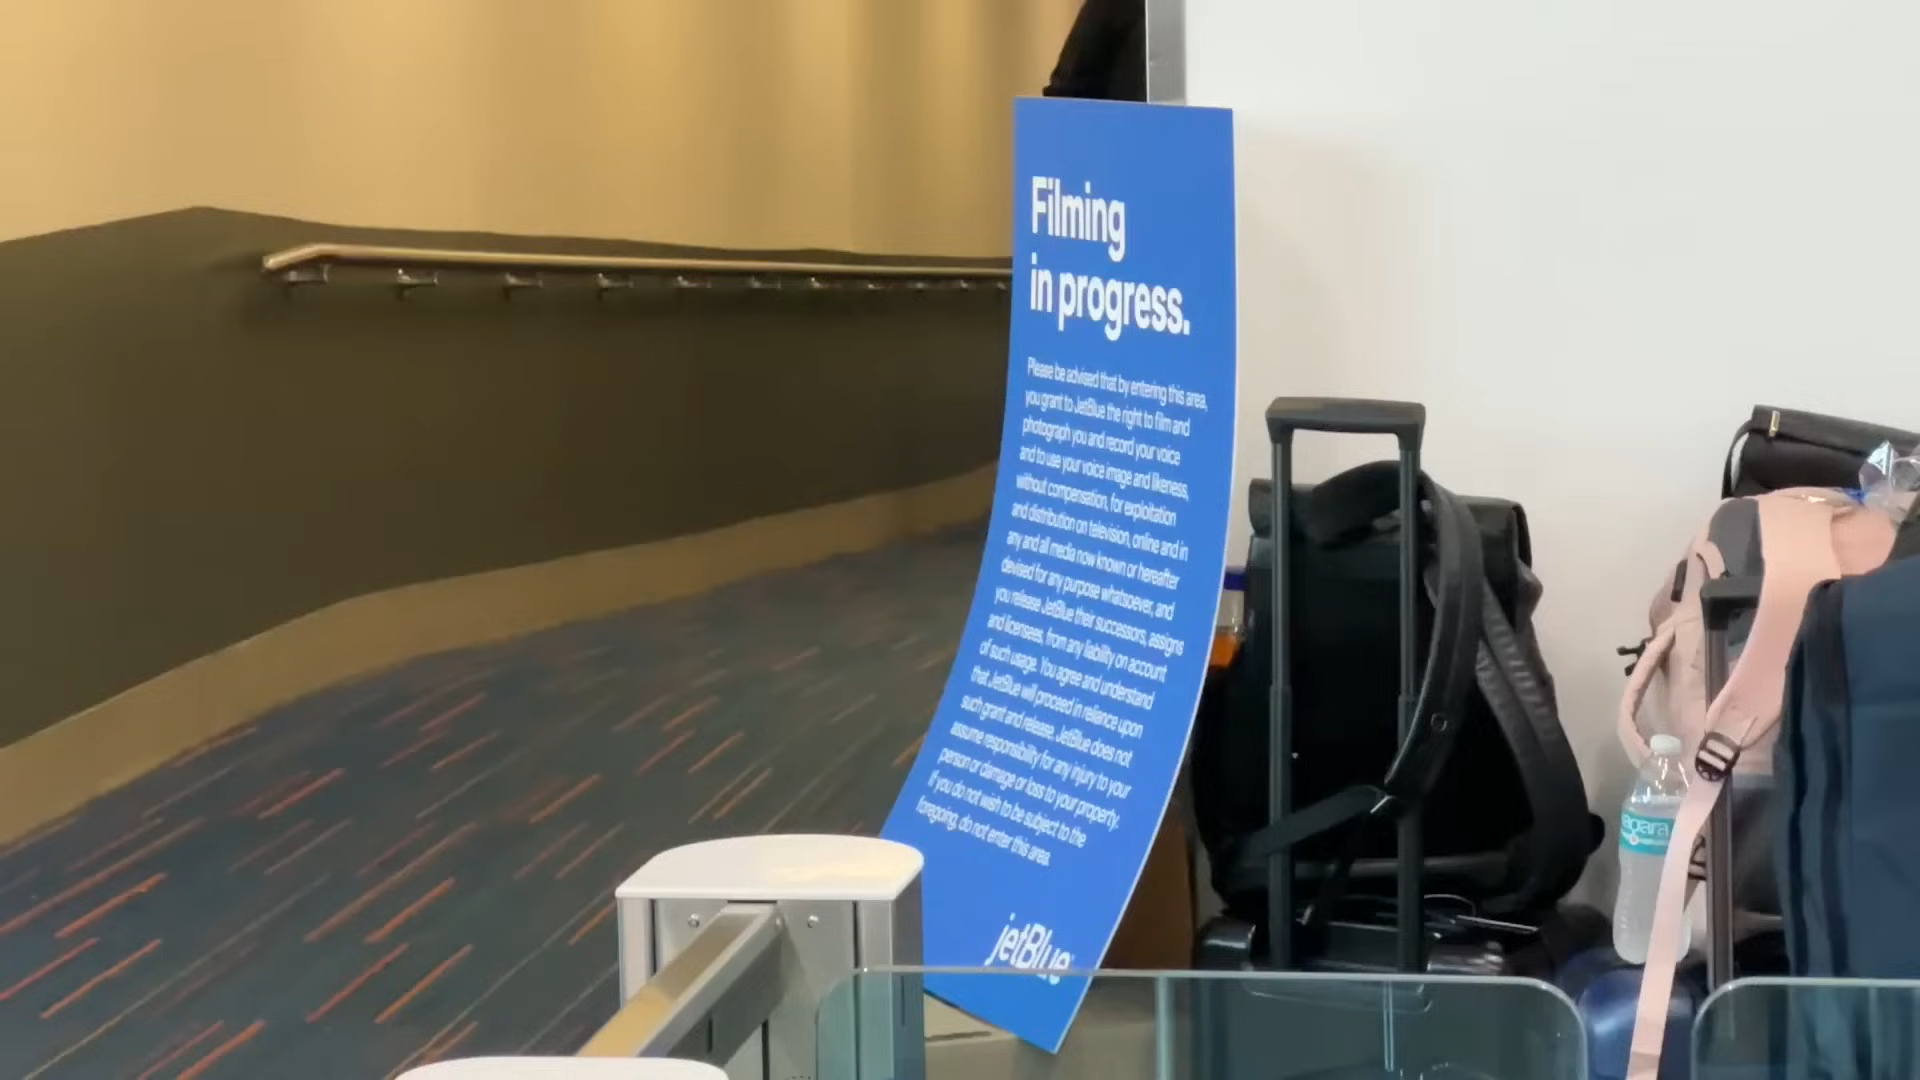 Filming
in progress.
Please be advised that by entering this area,
you grant to JetBlue the right to film and
photograph you and record your voice
and to use your voice image and likeness,
without compensation, for exploitation
and distribution on television, online and in
any and all media now known or hereafter
devised for any purpose whatsoever, and
you release JetBlue their successors, assigns
and licensees, from any liability on account
of such usage. You agree and understand
that JetBlue will proceed in reliance upon
such grant and release. JetBlue does not
assume responsibility for any injury to your
person or damage or loss to your property.
If you do not wish to be subject to the
foregoing, do not enter this area.
jetBlue
agara